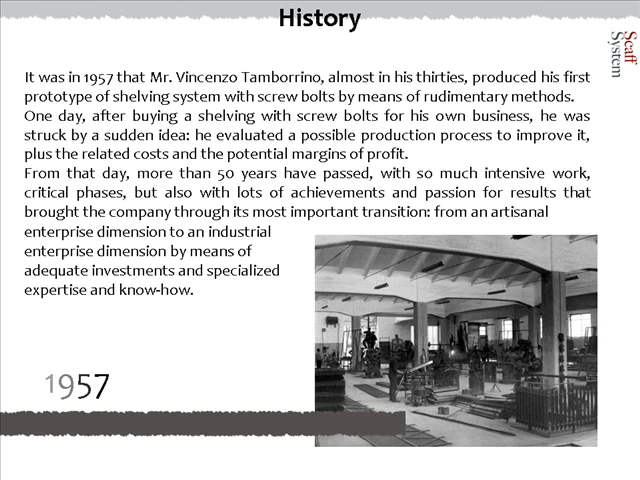 History
Scaff
System
It was in 1957 that Mr. Vincenzo Tamborrino, almost in his thirties, produced his first
prototype of shelving system with screw bolts by means of rudimentary methods.
One day, after buying a shelving with screw bolts for his own business, he was
struck by a sudden idea: he evaluated a possible production process to improve it,
plus the related costs and the potential margins of profit.
From that day, more than 50 years have passed, with so much intensive work,
critical phases, but also with lots of achievements and passion for results that
brought the company through its most important transition: from an artisanal
enterprise dimension to an industrial
enterprise dimension by means of
adequate investments and specialized
expertise and know-how.
1957